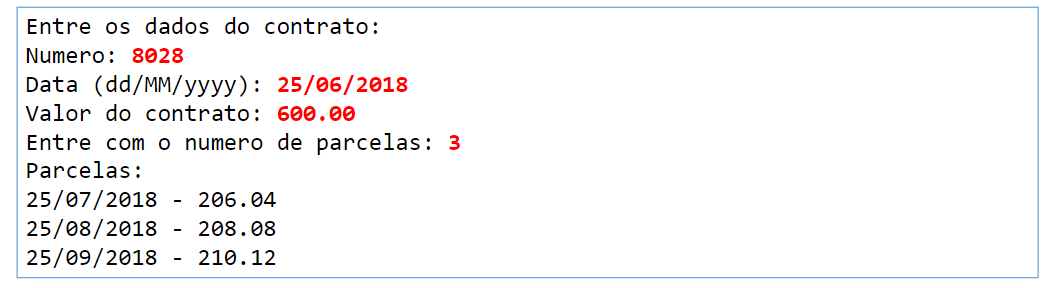 Entre os dados do contrato:
Numero: 8028
Data (dd/MM/yyyy): 25/06/2018
Valor do contrato: 600.00
Entre com o numero de parcelas: 3
Parcelas:
25/07/2018 - 206.04
25/08/2018 - 208.08
25/09/2018 - 210.12